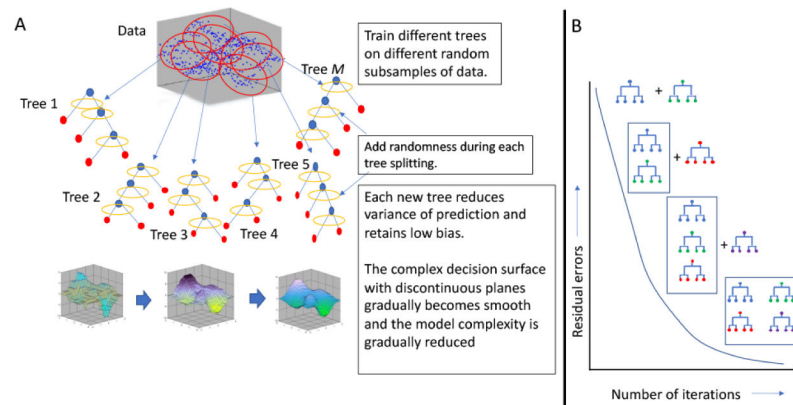 A
Data
Train different trees
on different random
subsamples of data.
Tree M
Tree 1
Add randomness during each
tree splitting.
Tree 5
Tree 2
Tree 3
Tree 4
Each new tree reduces
variance of prediction and
retains low bias.
The complex decision surface
with discontinuous planes
gradually becomes smooth
and the model complexity is
gradually reduced
B
+
+
+
Residual errors
Number of iterations